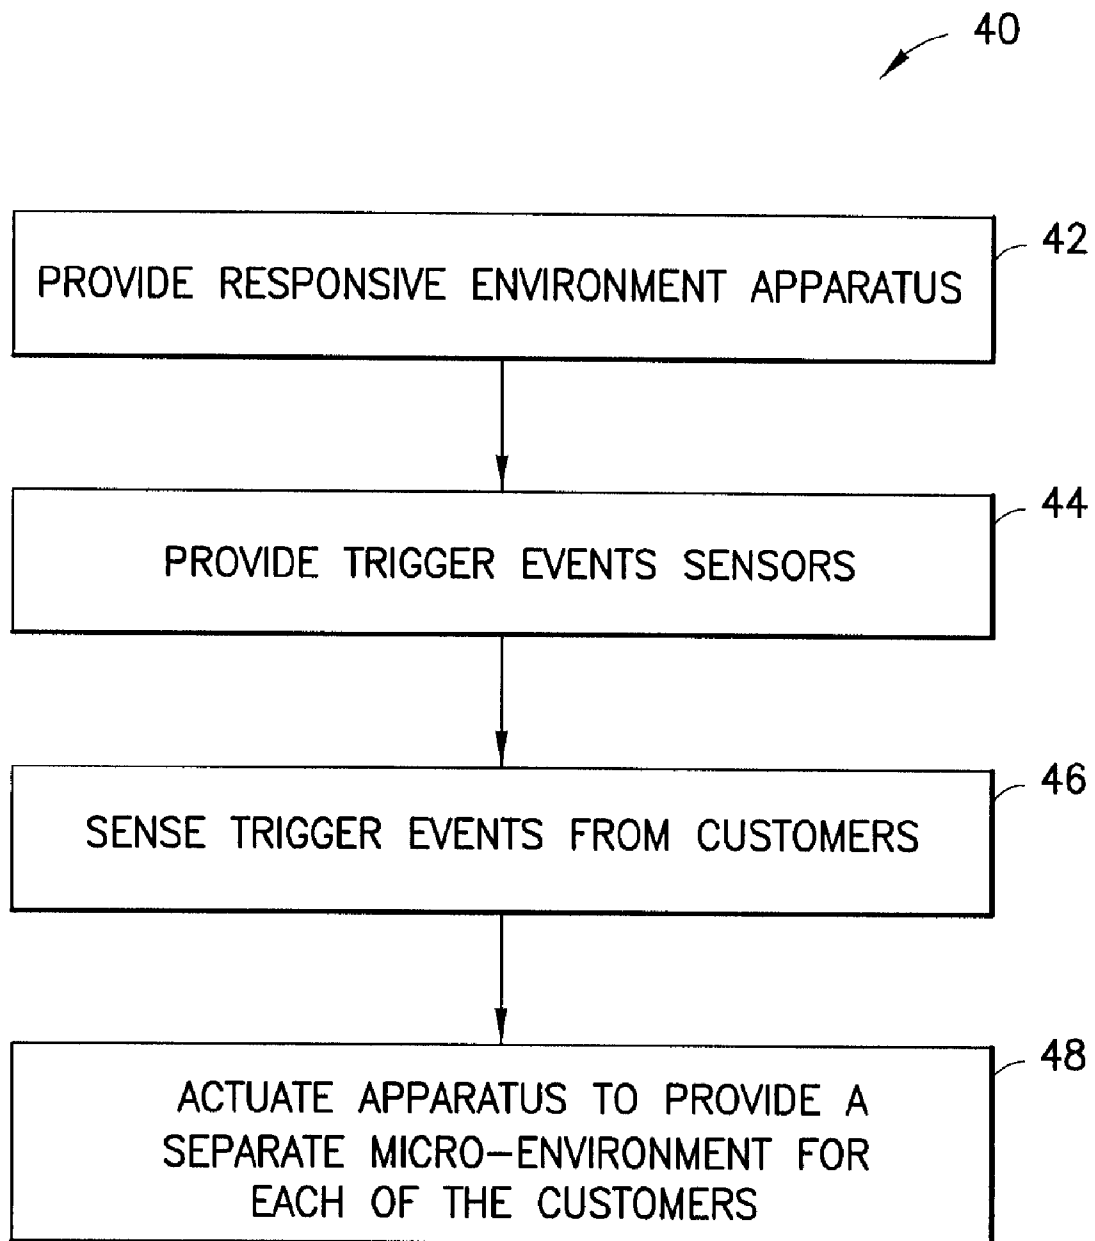 40
PROVIDE RESPONSIVE ENVIRONMENT APPARATUS
42
PROVIDE TRIGGER EVENTS SENSORS
44
SENSE TRIGGER EVENTS FROM CUSTOMERS
46
ACTUATE APPARATUS TO PROVIDE A
SEPARATE MICRO-ENVIRONMENT FOR
EACH OF THE CUSTOMERS
48